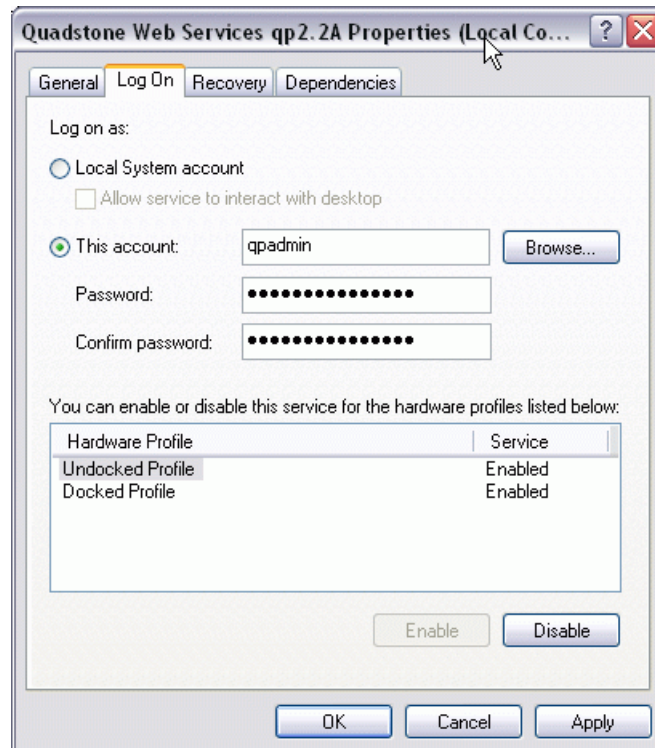 Quadstone Web Services qp2.2A Properties (Local Co... ?
General Log On Recovery Dependencies
Log on as:
Local System account
Allow service to interact with desktop
This account: qpadmin Browse...
Password: ●●●●●●●●●●●●●●●
Confirm password: ●●●●●●●●●●●●●●●
You can enable or disable this service for the hardware profiles listed below:
Hardware Profile Service
Undocked Profile Enabled
Docked Profile Enabled
Enable Disable
OK Cancel Apply